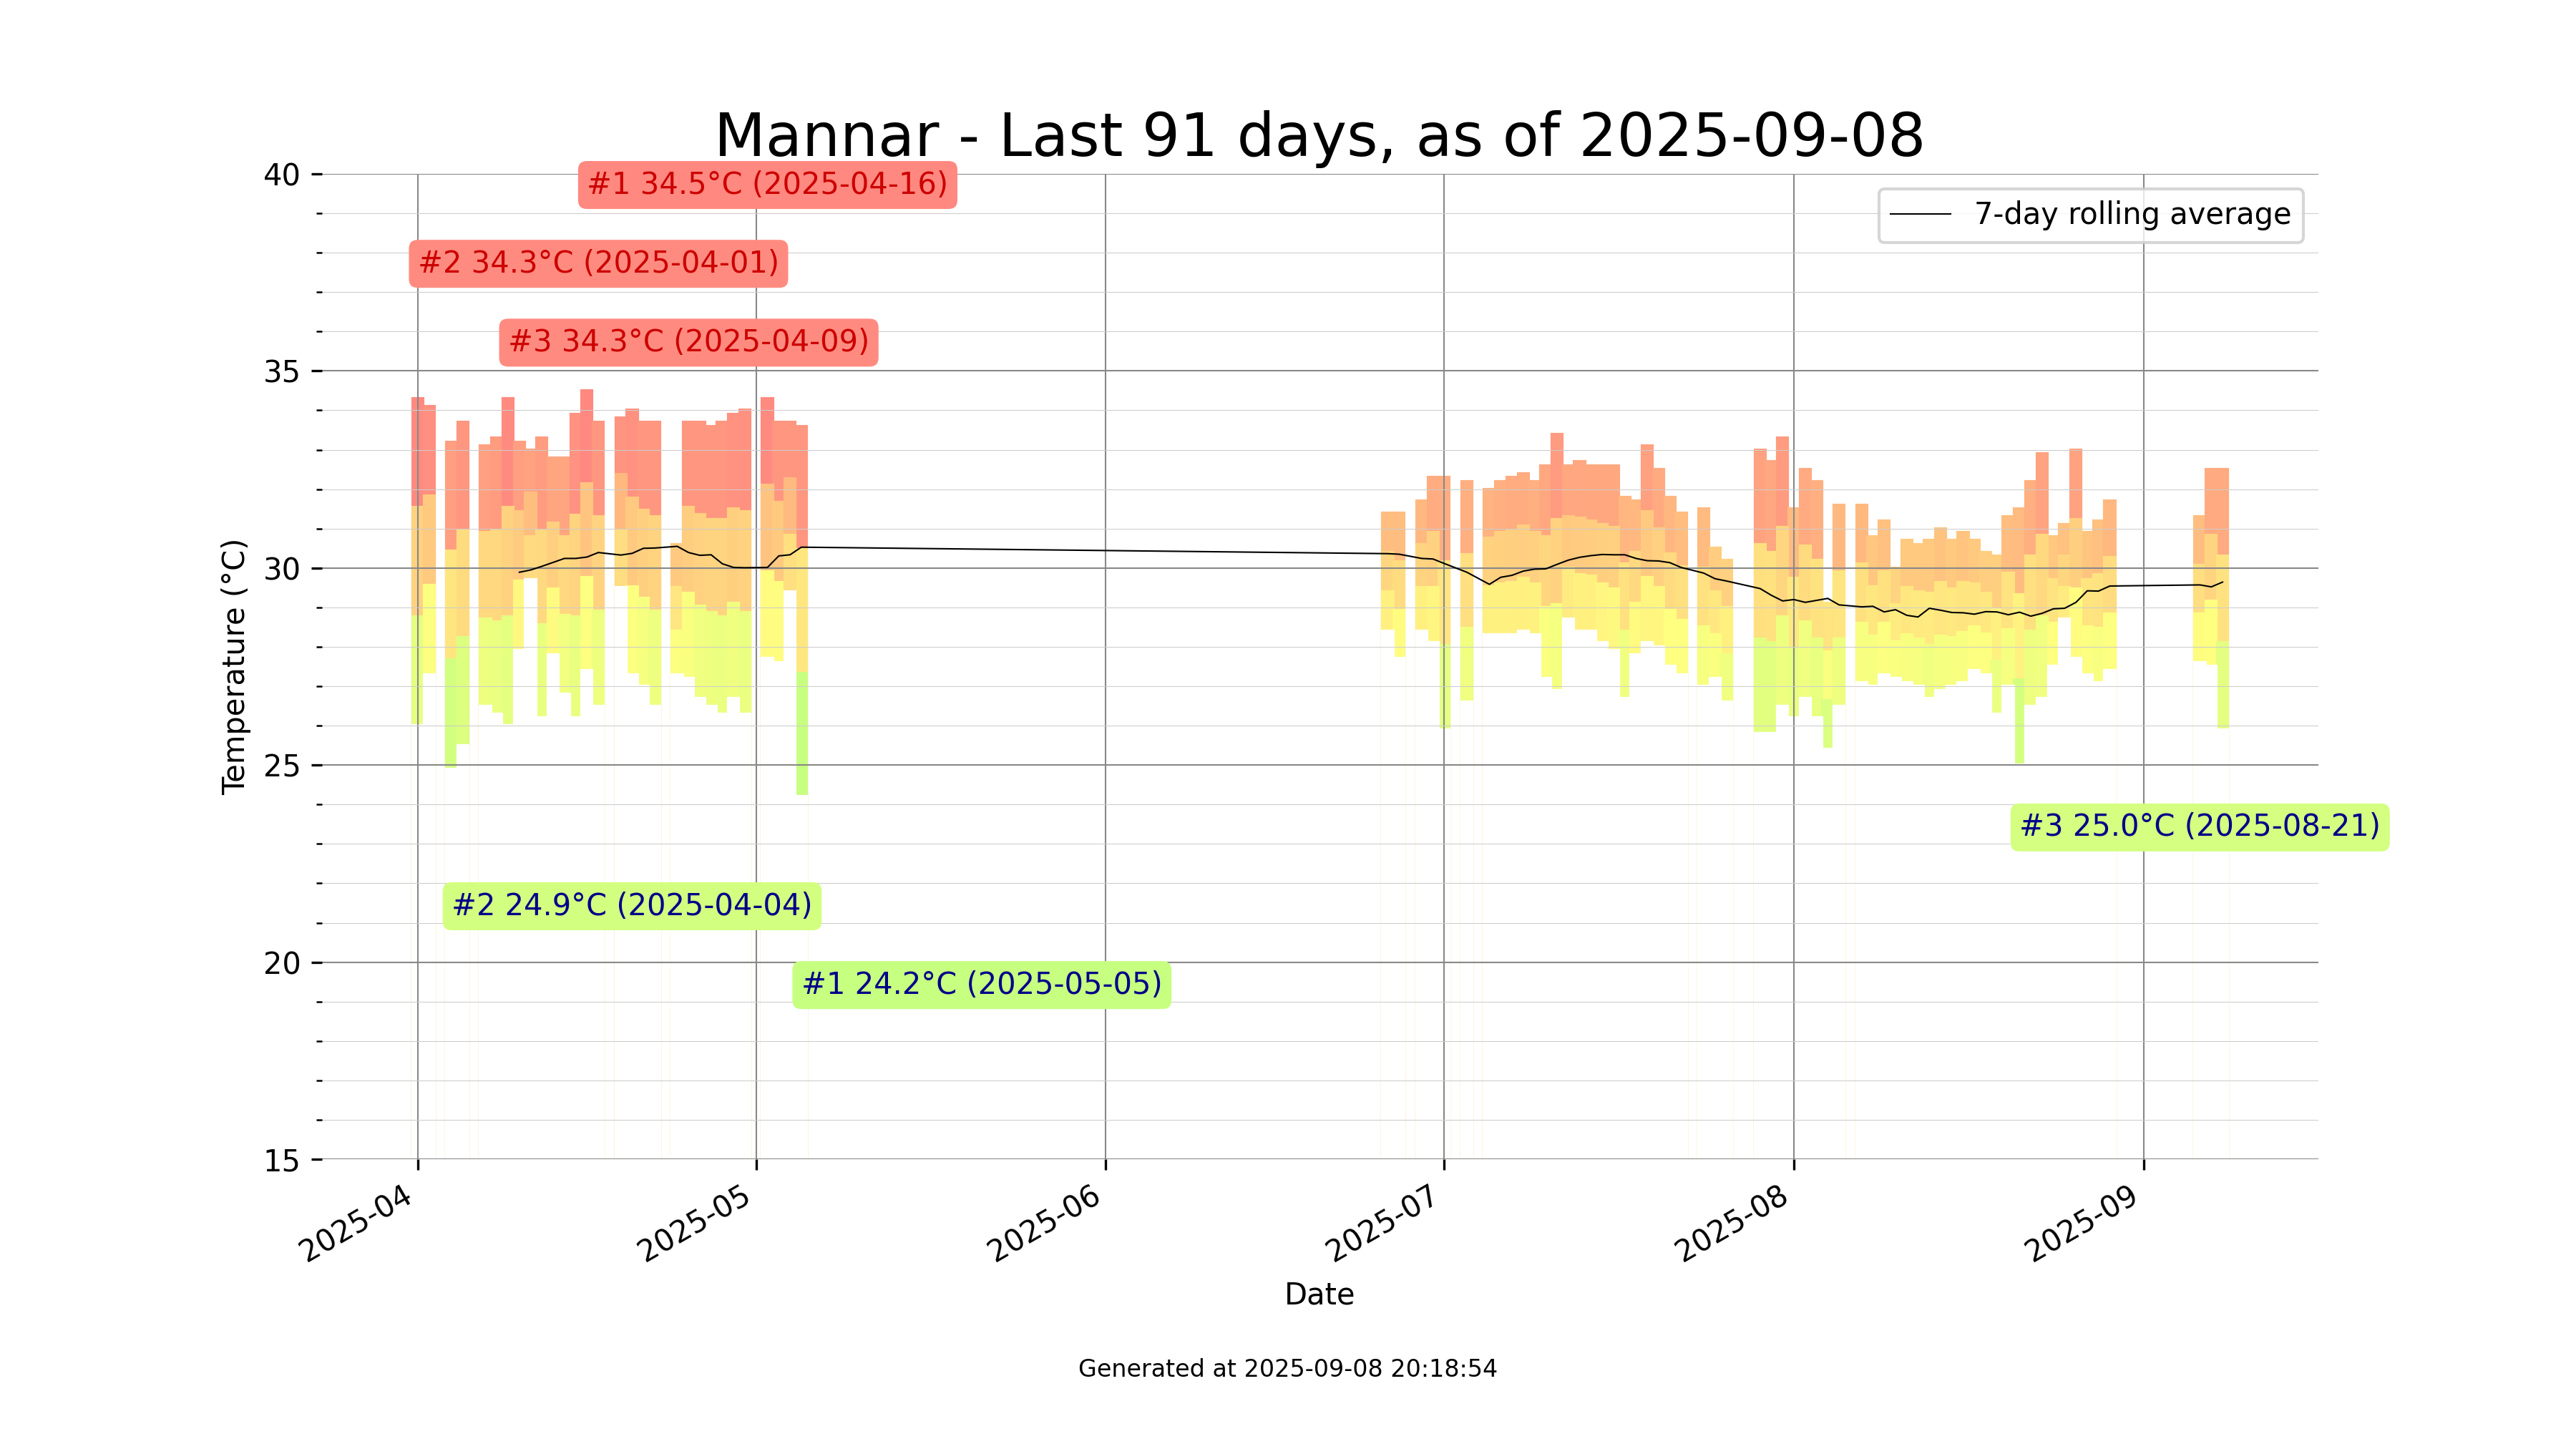 Mannar - Last 91 days, as of 2025-09-08
40
#1 34.5°C (2025-04-16)
7-day rolling average
#2 34.3°C (2025-04-01)
#3 34.3°C (2025-04-09)
35
30
Temperature (°C)
25
#3 25.0°C (2025-08-21)
#2 24.9°C (2025-04-04)
20
#1 24.2°C (2025-05-05)
15
2025-04
2025-05
2025-06
2025-07
2025-08
2025-09
Date
Generated at 2025-09-08 20:18:54